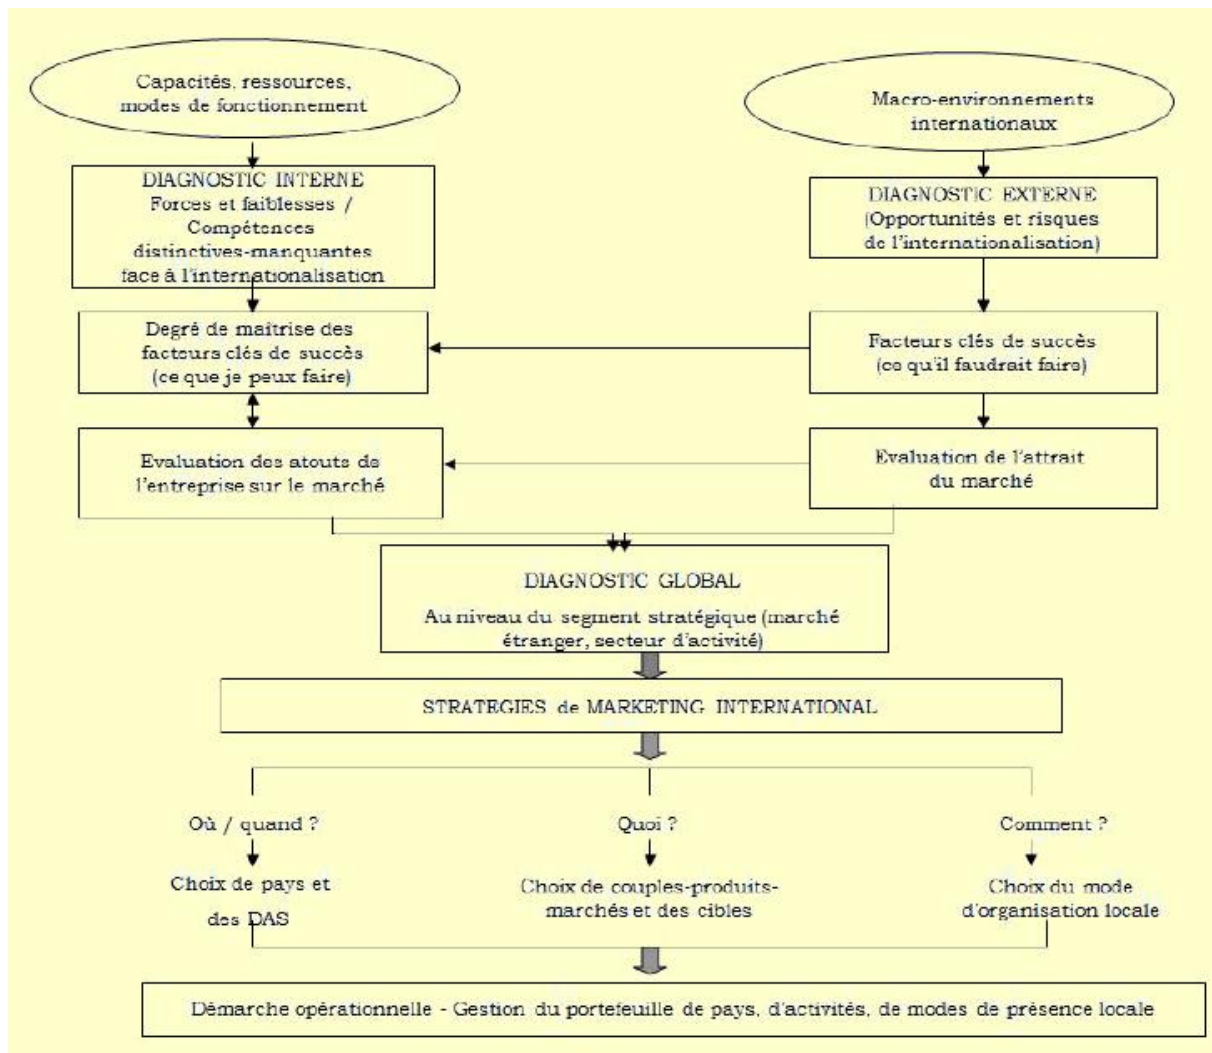 Capacités, ressources,
modes de fonctionnement
Macro-environnements
internationaux
DIAGNOSTIC INTERNE
Forces et faiblesses /
Compétences
distinctives-manquantes
face à l'internationalisation
DIAGNOSTIC EXTERNE
(Opportunités et risques
de l'internationalisation)
Degré de maîtrise des
facteurs clés de succès
(ce que je peux faire)
Facteurs clés de succès
(ce qu'il faudrait faire)
Evaluation des atouts de
l'entreprise sur le marché
Evaluation de l'attrait
du marché
DIAGNOSTIC GLOBAL
Au niveau du segment stratégique (marché
étranger, secteur d'activité)
STRATEGIES de MARKETING INTERNATIONAL
Où / quand ?
Quoi ?
Comment ?
Choix de pays et
des DAS
Choix de couples-produits-
marchés et des cibles
Choix du mode
d'organisation locale
Démarche opérationnelle - Gestion du portefeuille de pays, d'activités, de modes de présence locale